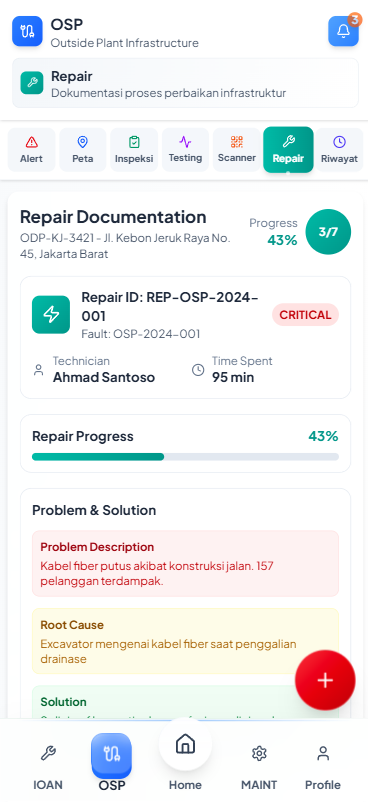 OSP
Outside Plant Infrastructure
3
Repair
Dokumentasi proses perbaikan infrastruktur
Alert
Peta
Inspeksi
Testing
Scanner
Repair
Riwayat
Repair Documentation
ODP-KJ-3421 - Jl. Kebon Jeruk Raya No.
45, Jakarta Barat
Progress
43%
3/7
Repair ID: REP-OSP-2024-
001
Fault: OSP-2024-001
CRITICAL
Technician
Ahmad Santoso
Time Spent
95 min
Repair Progress
43%
Problem & Solution
Problem Description
Kabel fiber putus akibat konstruksi jalan. 157
pelanggan terdampak.
Root Cause
Excavator mengenai kabel fiber saat penggalian
drainase
Solution
IOAN
OSP
Home
MAINT
Profile